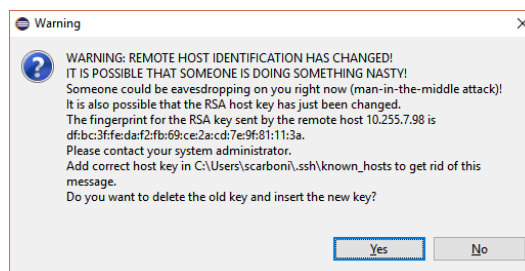 Warning
WARNING: REMOTE HOST IDENTIFICATION HAS CHANGED!
IT IS POSSIBLE THAT SOMEONE IS DOING SOMETHING NASTY!
Someone could be eavesdropping on you right now (man-in-the-middle attack)!
It is also possible that the RSA host key has just been changed.
The fingerprint for the RSA key sent by the remote host 10.255.7.98 is
df:bc:3f:fe:da:f2:fb:69:ce:2a:cd:7e:9f:81:11:3a.
Please contact your system administrator.
Add correct host key in C:\Users\scarboni\.ssh\known_hosts to get rid of this
message.
Do you want to delete the old key and insert the new key?
Yes
No